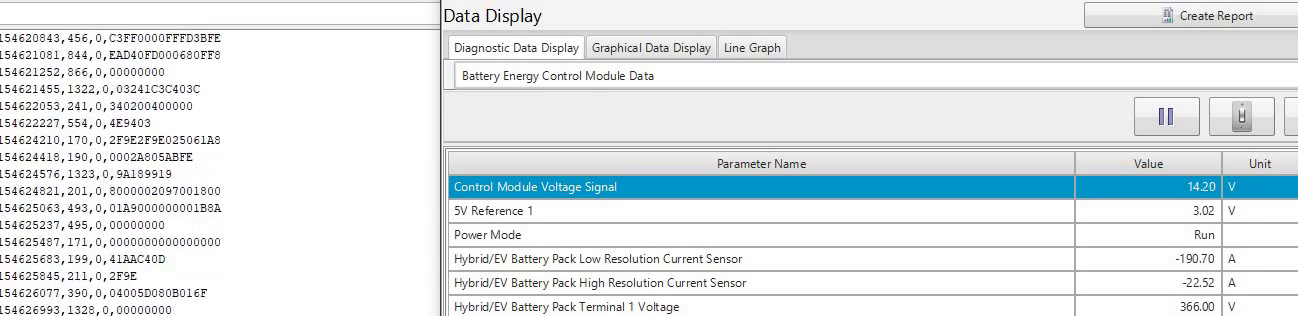 154620843,456,0,C3FF0000FFFD3BFE
154621081,844,0,EAD40FD000680FF8
154621252,866,0,00000000
154621455,1322,0,03241C3C403C
154622053,241,0,340200400000
154622227,554,0,4E9403
154624210,170,0,2F9E2F9E025061A8
154624418,190,0,0002A805ABFE
154624576,1323,0,9A189919
154624821,201,0,8000002097001800
154625063,493,0,01A9000000001B8A
154625237,495,0,00000000
154625487,171,0,0000000000000000
154625683,199,0,41AAC40D
154625845,211,0,2F9E
154626077,390,0,04005D080B016F
154626993,1328,0,00000000
Data Display
Create Report
Diagnostic Data Display Graphical Data Display Line Graph
Battery Energy Control Module Data
Parameter Name Value Unit
Control Module Voltage Signal 14.20 V
5V Reference 1 3.02 V
Power Mode Run
Hybrid/EV Battery Pack Low Resolution Current Sensor -190.70 A
Hybrid/EV Battery Pack High Resolution Current Sensor -22.52 A
Hybrid/EV Battery Pack Terminal 1 Voltage 366.00 V